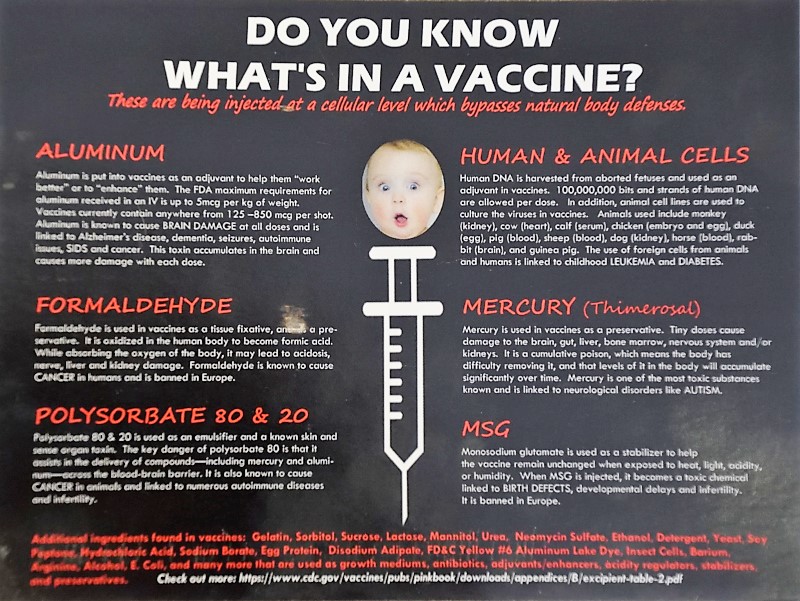 DO YOU KNOW
WHAT'S IN A VACCINE?
These are being injected at a cellular level which bypasses natural body defenses.
ALUMINUM
Aluminum is put into vaccines as an adjuvant to help them “work
better” or to “enhance” them. The FDA maximum requirements for
aluminum received in an IV is up to 5mcg per kg of weight.
Vaccines currently contain anywhere from 125 –850 mcg per shot.
Aluminum is known to cause BRAIN DAMAGE at all doses and is
linked to Alzheimer's disease, dementia, seizures, autoimmune
issues, SIDS and cancer. This toxin accumulates in the brain and
causes more damage with each dose.
FORMALDEHYDE
Formaldehyde is used in vaccines as a tissue fixative, and as a pre-
servative. It is oxidized in the human body to become formic acid.
While absorbing the oxygen of the body, it may lead to acidosis,
nerve, liver and kidney damage. Formaldehyde is known to cause
CANCER in humans and is banned in Europe.
POLYSORBATE 80 & 20
Polysorbate 80 & 20 is used as an emulsifier and a known skin and
sense organ toxin. The key danger of polysorbate 80 is that it
assists in the delivery of compounds—including mercury and alumi-
num—across the blood-brain barrier. It is also known to cause
CANCER in animals and linked to numerous autoimmune diseases
and infertility.
HUMAN & ANIMAL CELLS
Human DNA is harvested from aborted fetuses and used as an
adjuvant in vaccines. 100,000,000 bits and strands of human DNA
are allowed per dose. In addition, animal cell lines are used to
culture the viruses in vaccines. Animals used include monkey
(kidney), cow (heart), calf (serum), chicken (embryo and egg), duck
(egg), pig (blood), sheep (blood), dog (kidney), horse (blood), rab-
bit (brain), and guinea pig. The use of foreign cells from animals
and humans is linked to childhood LEUKEMIA and DIABETES.
MERCURY (Thimerosal)
Mercury is used in vaccines as a preservative. Tiny doses cause
damage to the brain, gut, liver, bone marrow, nervous system and/or
kidneys. It is a cumulative poison, which means the body has
difficulty removing it, and that levels of it in the body will accumulate
significantly over time. Mercury is one of the most toxic substances
known and is linked to neurological disorders like AUTISM.
MSG
Monosodium glutamate is used as a stabilizer to help
the vaccine remain unchanged when exposed to heat, light, acidity,
or humidity. When MSG is injected, it becomes a toxic chemical
linked to BIRTH DEFECTS, developmental delays and infertility.
It is banned in Europe.
Additional ingredients found in vaccines: Gelatin, Sorbitol, Sucrose, Lactose, Mannitol, Urea, Neomycin Sulfate, Ethanol, Detergent, Yeast, Soy
Peptone, Hydrochloric Acid, Sodium Borate, Egg Protein, Disodium Adipate, FD&C Yellow #6 Aluminum Lake Dye, Insect Cells, Barium,
Arginine, Alcohol, E. Coli, and many more that are used as growth mediums, antibiotics, adjuvants/enhancers, acidity regulators, stabilizers,
and preservatives. Check out more: https://www.cdc.gov/vaccines/pubs/pinkbook/downloads/appendices/B/excipient-table-2.pdf